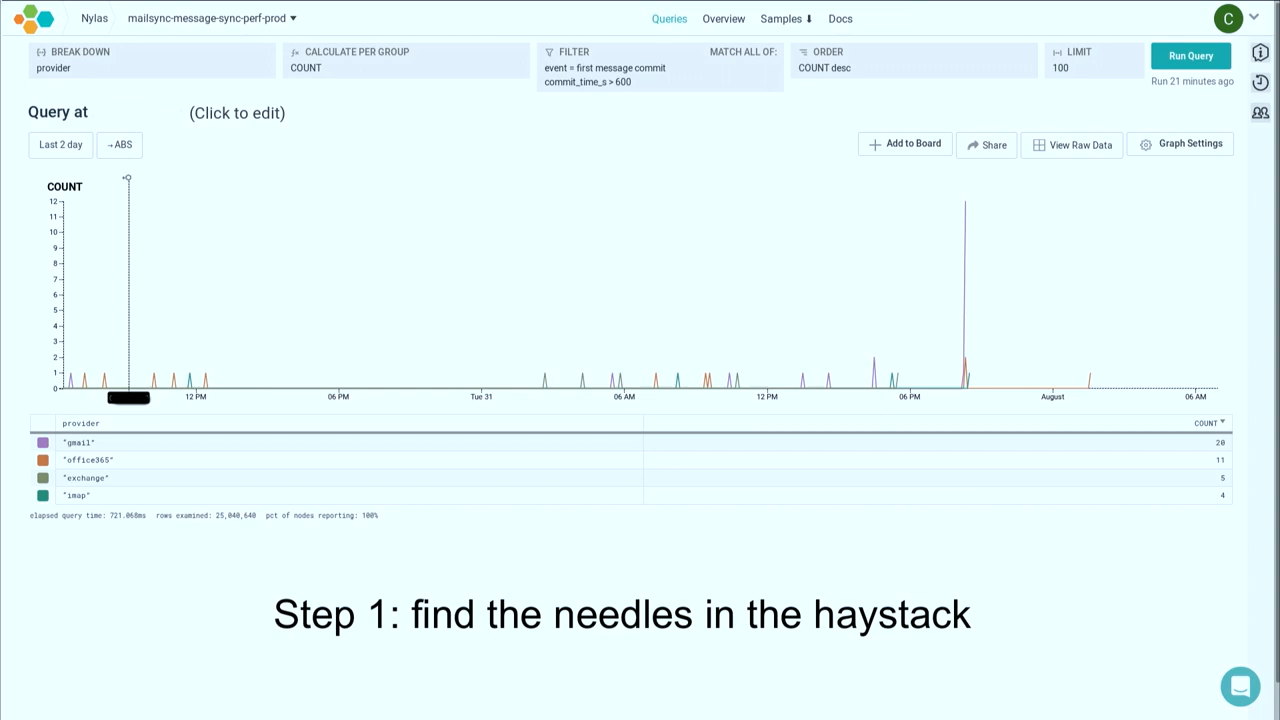 Nylas
mailsync-message-sync-perf-prod
Queries
Overview
Samples
Docs
C
BREAK DOWN
provider
CALCULATE PER GROUP
COUNT
FILTER
MATCH ALL OF:
event = first message commit
commit_time_s > 600
ORDER
COUNT desc
LIMIT
100
Run Query
Run 21 minutes ago
Query at (Click to edit)
Last 2 day
→ABS
Add to Board
Share
View Raw Data
Graph Settings
COUNT
12
11
10
9
8
7
6
5
4
3
2
1
0
12 PM
06 PM
Tue 31
06 AM
12 PM
06 PM
August
06 AM
provider COUNT
"gmail" 20
"office365" 11
"exchange" 5
"imap" 4
elapsed query time: 721.068ms rows examined: 25,040,640 pct of nodes reporting: 100%
Step 1: find the needles in the haystack